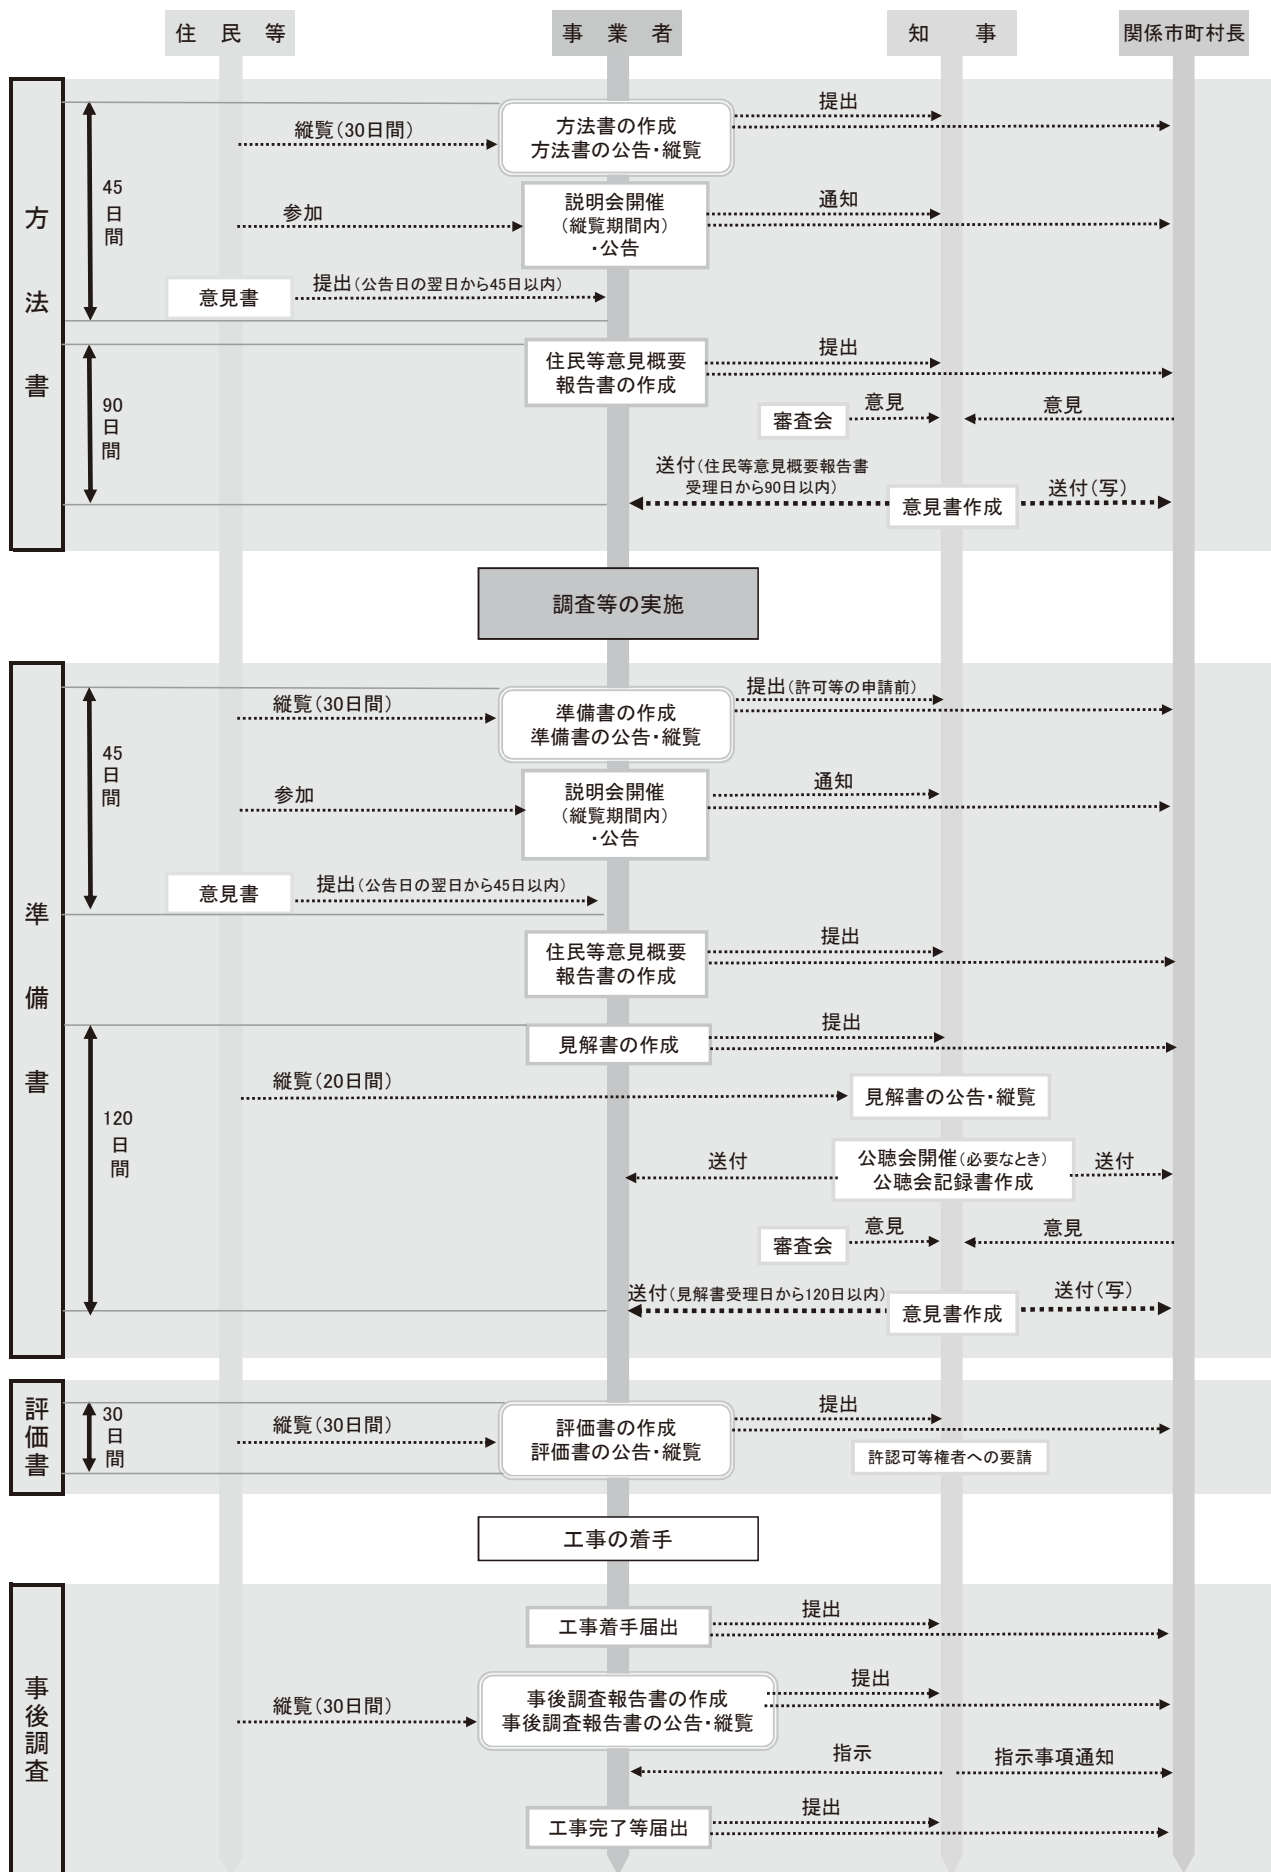 住民等
事業者
知事
関係市町村長
方法書
45日間
縦覧(30日間)
方法書の作成
方法書の公告・縦覧
提出
参加
説明会開催
(縦覧期間内)
・公告
通知
意見書
提出(公告日の翌日から45日以内)
90日間
住民等意見概要
報告書の作成
提出
審査会
意見
意見
送付(住民等意見概要報告書
受理日から90日以内)
意見書作成
送付(写)
調査等の実施
準備書
45日間
縦覧(30日間)
準備書の作成
準備書の公告・縦覧
提出(許可等の申請前)
参加
説明会開催
(縦覧期間内)
・公告
通知
意見書
提出(公告日の翌日から45日以内)
住民等意見概要
報告書の作成
提出
120日間
見解書の作成
提出
縦覧(20日間)
見解書の公告・縦覧
送付
公聴会開催(必要なとき)
公聴会記録書作成
送付
審査会
意見
意見
送付(見解書受理日から120日以内)
意見書作成
送付(写)
評価書
30日間
縦覧(30日間)
評価書の作成
評価書の公告・縦覧
提出
許認可等権者への要請
工事の着手
事後調査
工事着手届出
提出
縦覧(30日間)
事後調査報告書の作成
事後調査報告書の公告・縦覧
提出
指示
指示事項通知
工事完了等届出
提出